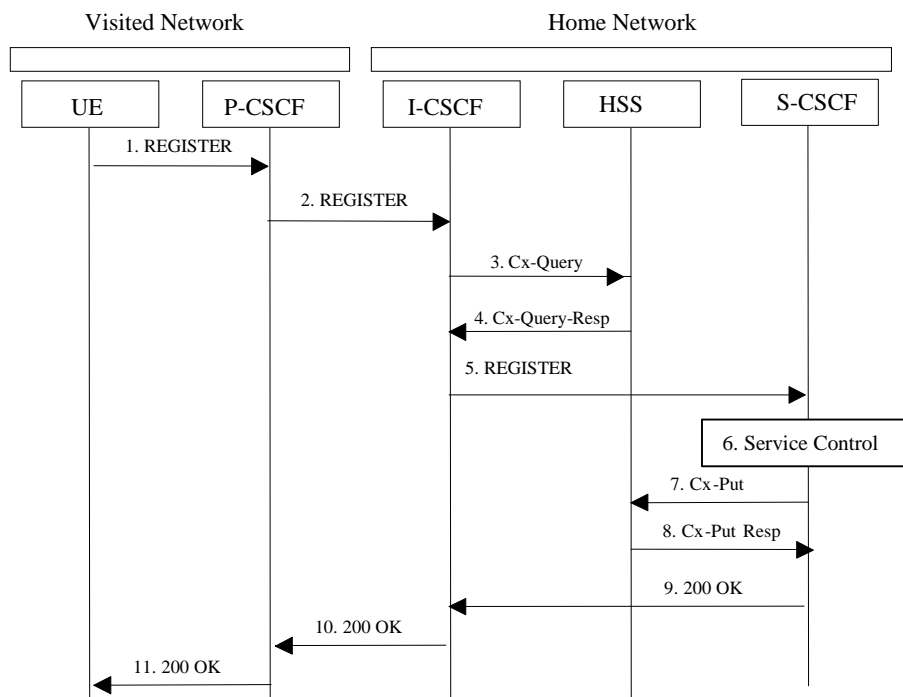 Visited Network
Home Network
UE
P-CSCF
I-CSCF
HSS
S-CSCF
1. REGISTER
2. REGISTER
3. Cx-Query
4. Cx-Query-Resp
5. REGISTER
6. Service Control
7. Cx-Put
8. Cx-Put Resp
9. 200 OK
10. 200 OK
11. 200 OK